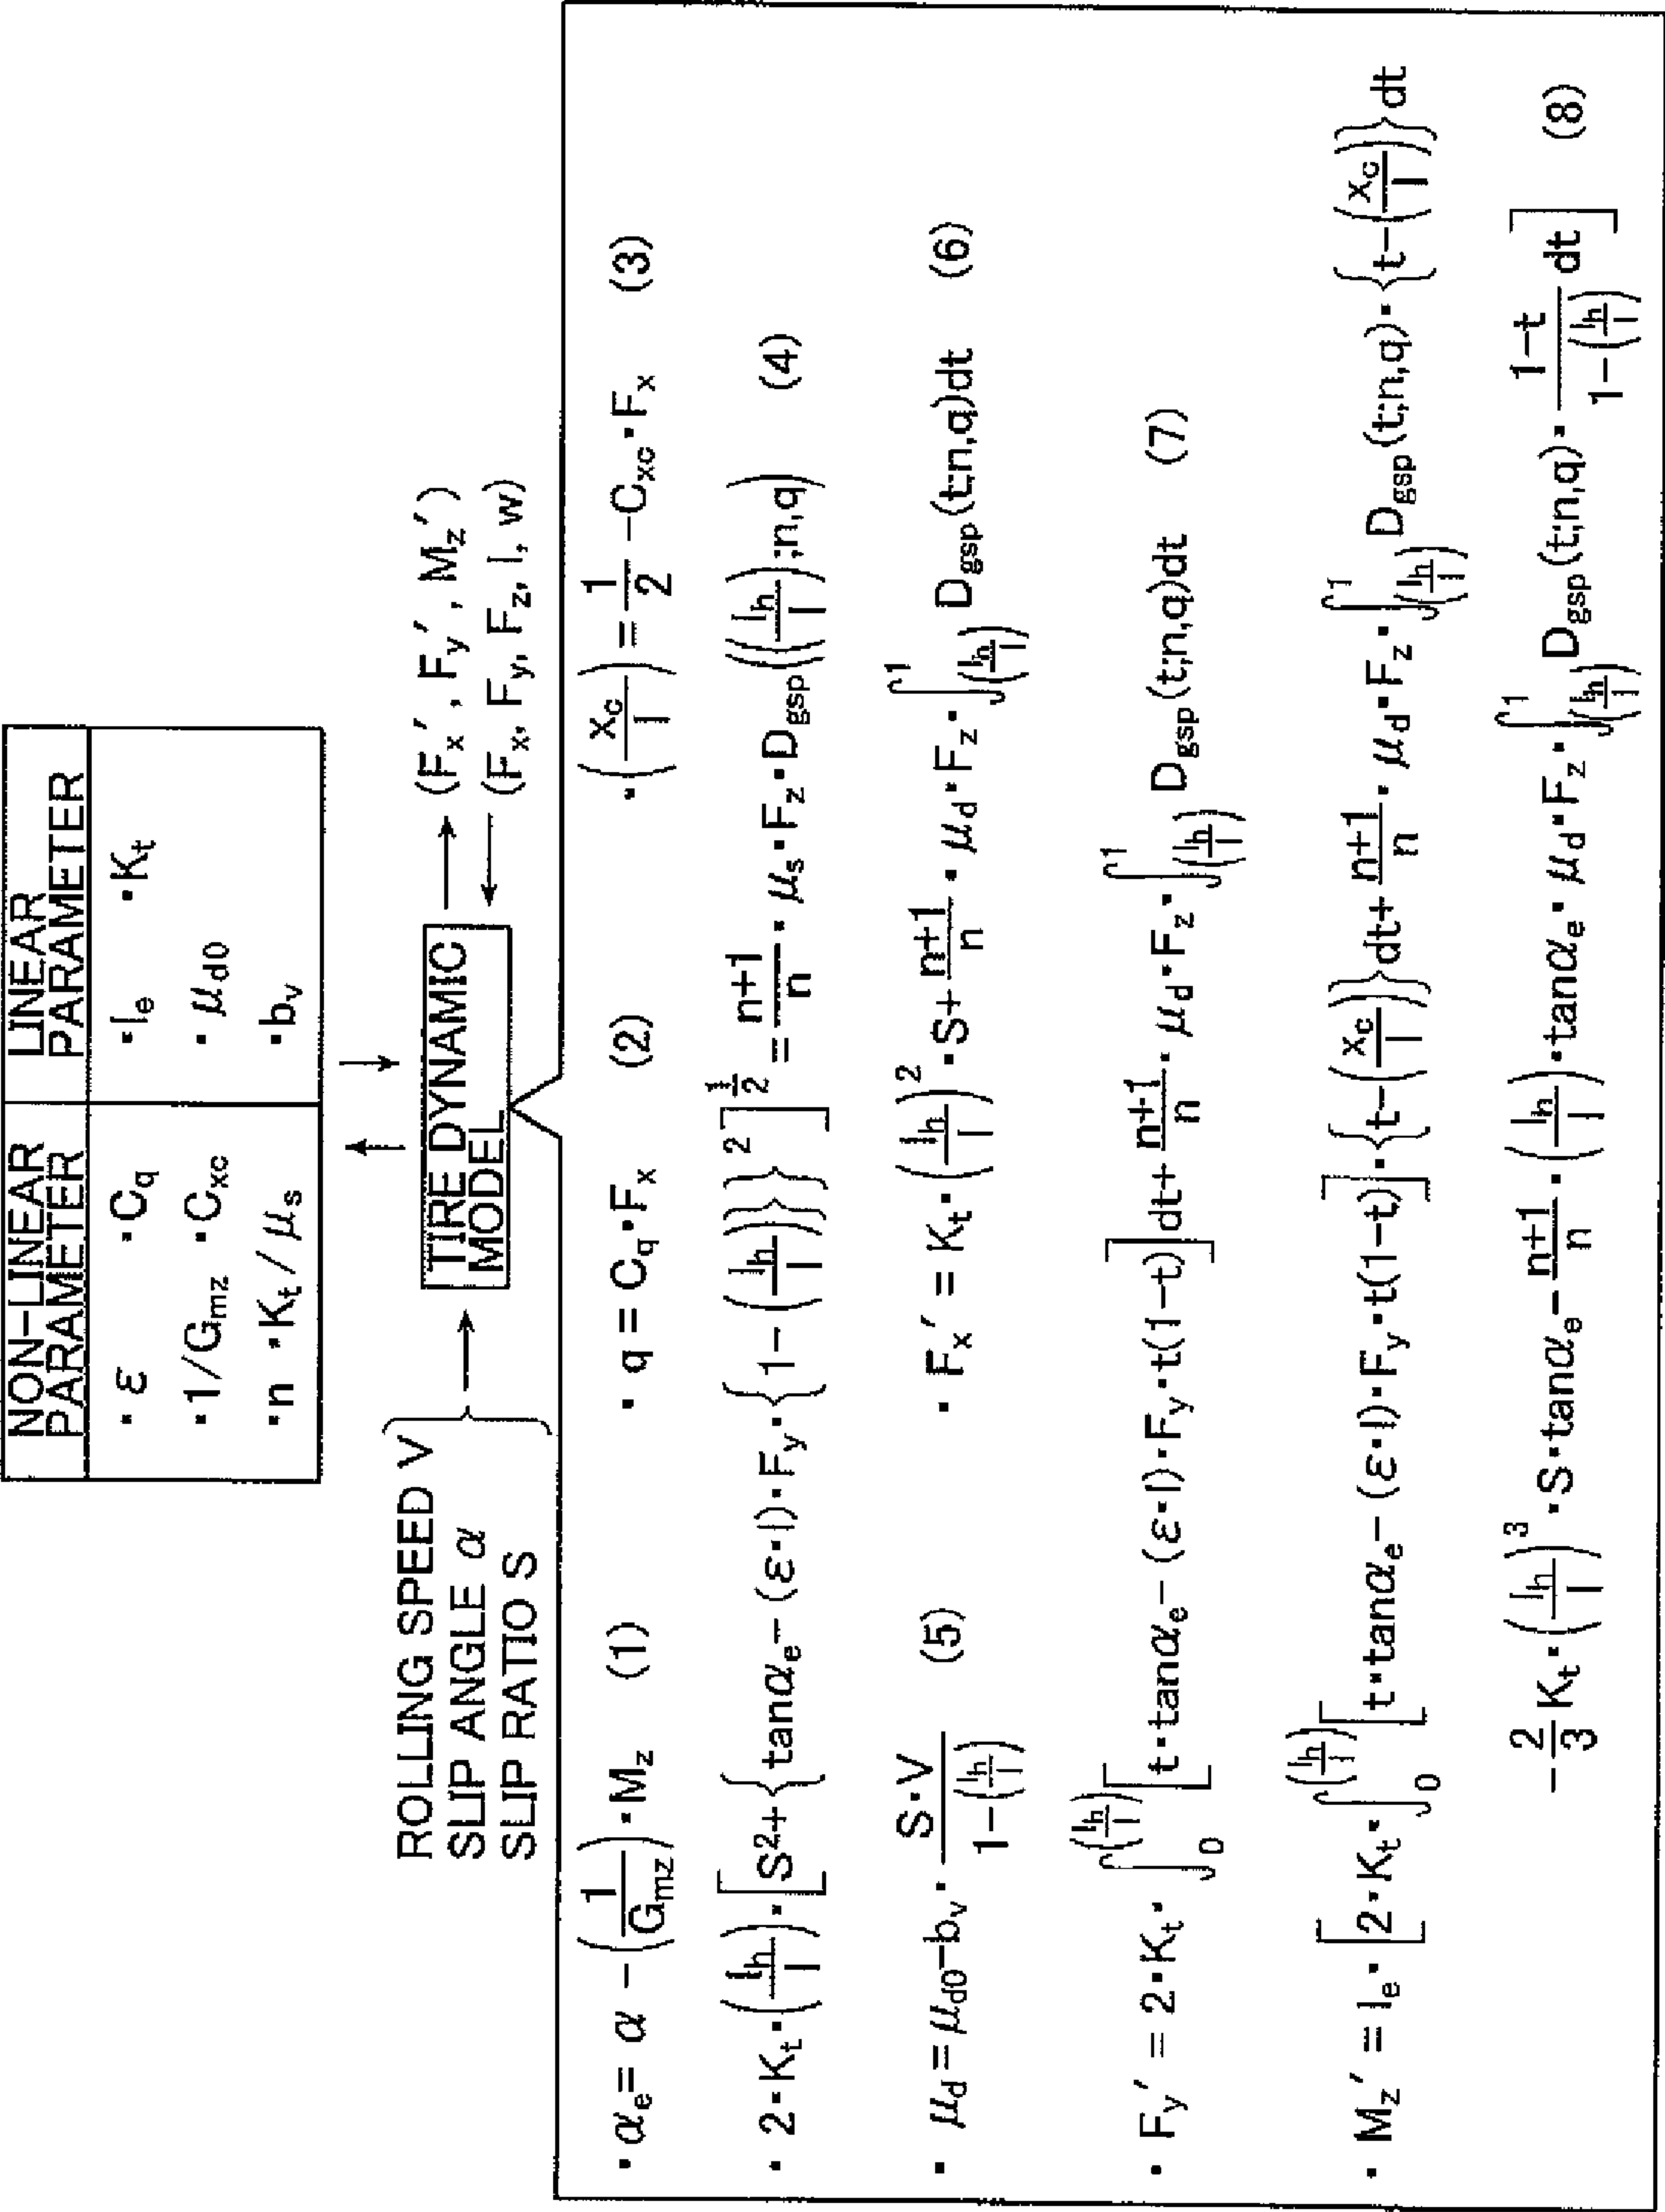 NON-LINEAR PARAMETER | LINEAR PARAMETER
・ε ・C_q | ・l_e ・K_t
・1/G_mz ・C_xc | ・μ_d0
・n ・K_t/μ_s | ・b_v
ROLLING SPEED V
SLIP ANGLE α
SLIP RATIO S
TIRE DYNAMIC
MODEL
(F_x′, F_y′, M_z′)
(F_x, F_y, F_z, l, w)
・α_e = α − (1/G_mz)・M_z (1) ・q = C_q・F_x (2) ・(x_c/l) = 1/2 − C_xc・F_x (3)
・2・K_t・(l_h/l)・[S² + {tanα_e − (ε・l)・F_y・{1 − (l_h/l)}}²]^(1/2) = (n+1)/n・μ_s・F_z・D_gsp((l_h/l);n,q) (4)
・μ_d = μ_d0 − b_v・S・V/(1−(l_h/l)) (5) ・F_x′ = K_t・(l_h/l)²・S + (n+1)/n・μ_d・F_z・∫_(l_h/l)^1 D_gsp(t;n,q)dt (6)
・F_y′ = 2・K_t・∫_0^(l_h/l) [t・tanα_e − (ε・l)・F_y・t(1−t)]dt + (n+1)/n・μ_d・F_z・∫_(l_h/l)^1 D_gsp(t;n,q)dt (7)
・M_z′ = l_e・[2・K_t・∫_0^(l_h/l) [t・tanα_e − (ε・l)・F_y・t(1−t)]・{t−(x_c/l)}dt + (n+1)/n・μ_d・F_z・∫_(l_h/l)^1 D_gsp(t;n,q)・{t−(x_c/l)}dt
−2/3 K_t・(l_h/l)³・S・tanα_e − (n+1)/n・(l_h/l)・tanα_e・μ_d・F_z・∫_(l_h/l)^1 D_gsp(t;n,q)・(1−t)/(1−(l_h/l)) dt] (8)